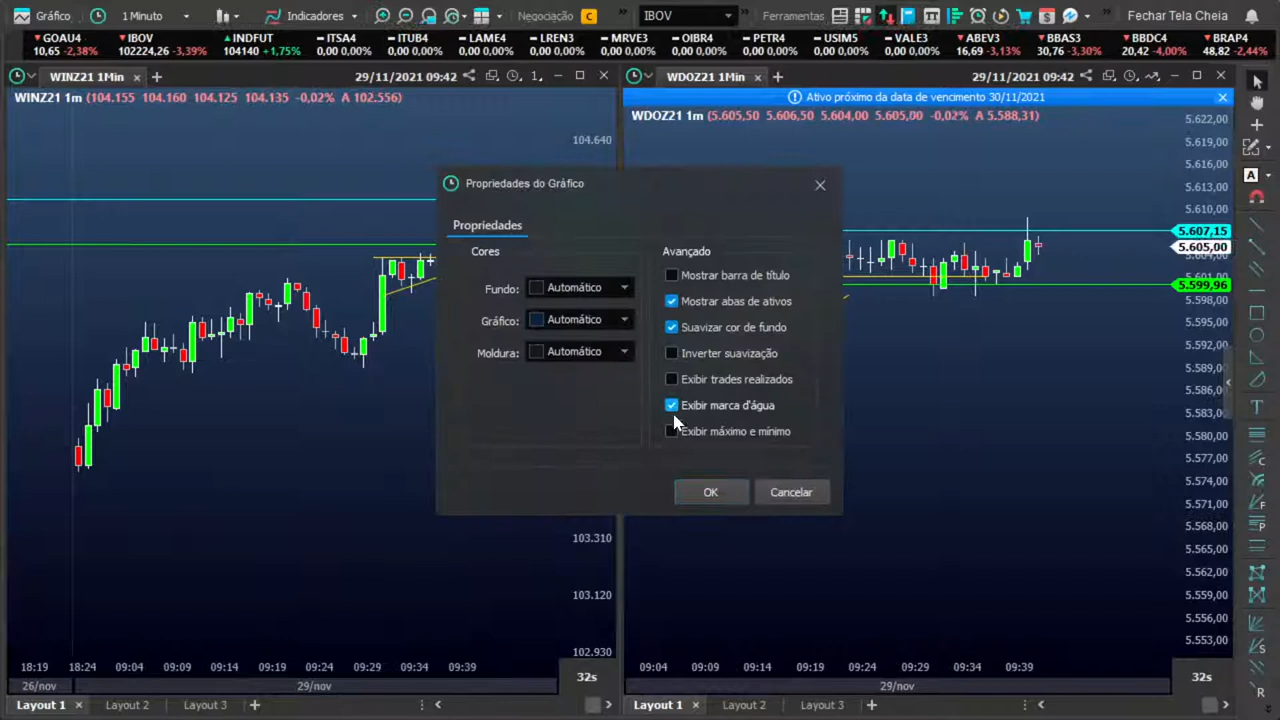 Gráfico 1 Minuto Indicadores Negociação C IBOV Ferramentas Fechar Tela Cheia
GOAU4 IBOV INDFUT ITSA4 ITUB4 LAME4 LREN3 MRVE3 OIBR4 PETR4 USIM5 VALE3 ABEV3 BBAS3 BBDC4 BRAP4
10,65 -2,38% 102224,26 -3,39% 104140 +1,75% 0,00 0,00% 0,00 0,00% 0,00 0,00% 0,00 0,00% 0,00 0,00% 0,00 0,00% 0,00 0,00% 0,00 0,00% 0,00 0,00% 16,69 -3,13% 30,76 -3,30% 20,42 -4,00% 48,82 -2,44%
WINZ21 1Min 29/11/2021 09:42 1
WINZ21 1m (104.155 104.160 104.125 104.135 -0,02% A 102.556)
104.640
103.310
103.120
102.930
18:19 18:24 09:04 09:09 09:14 09:19 09:24 09:29 09:34 09:39
26/nov 29/nov
32s
Layout 1 Layout 2 Layout 3
WDOZ21 1Min 29/11/2021 09:42
Ativo próximo da data de vencimento 30/11/2021
WDOZ21 1m (5.605,50 5.606,50 5.604,00 5.605,00 -0,02% A 5.588,31)
5.622,00
5.619,00
5.616,00
5.613,00
5.610,00
5.607,15
5.605,00
5.601,00
5.599,96
5.598,00
5.595,00
5.592,00
5.589,00
5.586,00
5.583,00
5.580,00
5.577,00
5.574,00
5.571,00
5.568,00
5.565,00
5.562,00
5.559,00
5.556,00
5.553,00
09:04 09:09 09:14 09:19 09:24 09:29 09:34 09:39
29/nov
32s
Layout 1 Layout 2 Layout 3
Propriedades do Gráfico
Propriedades
Cores
Fundo: Automático
Gráfico: Automático
Moldura: Automático
Avançado
Mostrar barra de título
Mostrar abas de ativos
Suavizar cor de fundo
Inverter suavização
Exibir trades realizados
Exibir marca d'água
Exibir máximo e mínimo
OK Cancelar
A
T
C
F
P
S
R